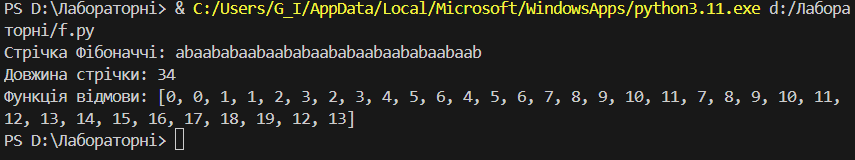 PS D:\Лабораторні> & C:/Users/G_I/AppData/Local/Microsoft/WindowsApps/python3.11.exe d:/Лабора
торні/f.py
Стрічка Фібоначчі: abaababaabaababaababaabaababaabaab
Довжина стрічки: 34
Функція відмови: [0, 0, 1, 1, 2, 3, 2, 3, 4, 5, 6, 4, 5, 6, 7, 8, 9, 10, 11, 7, 8, 9, 10, 11,
12, 13, 14, 15, 16, 17, 18, 19, 12, 13]
PS D:\Лабораторні>